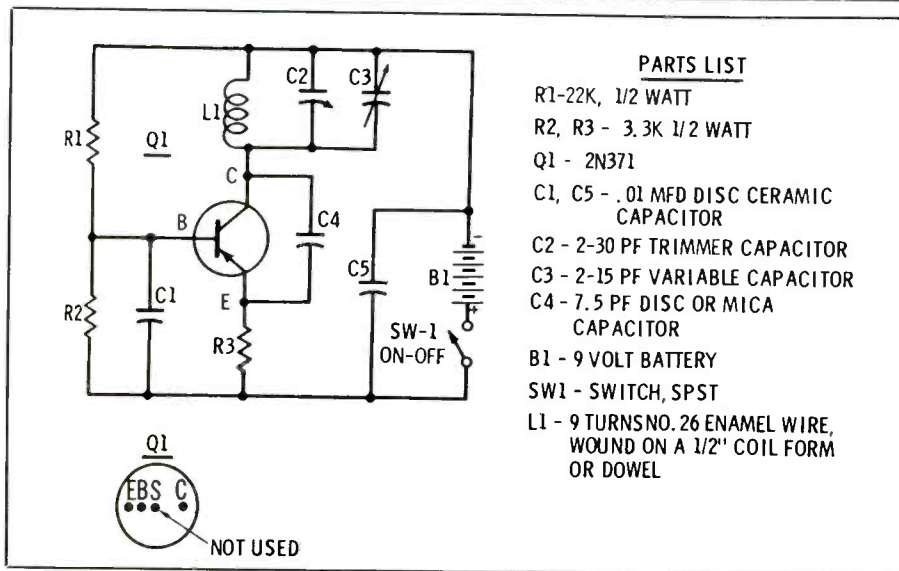 C2
C3
L1
R1
Q1
C
B
C4
C5
B1
-
+
E
C1
R2
R3
SW-1
ON-OFF
Q1
EBS C
NOT USED
PARTS LIST
R1-22K, 1/2 WATT
R2, R3 - 3.3K 1/2 WATT
Q1 - 2N371
C1, C5 - .01 MFD DISC CERAMIC
CAPACITOR
C2 - 2-30 PF TRIMMER CAPACITOR
C3 - 2-15 PF VARIABLE CAPACITOR
C4 - 7.5 PF DISC OR MICA
CAPACITOR
B1 - 9 VOLT BATTERY
SW1 - SWITCH, SPST
L1 - 9 TURNS NO. 26 ENAMEL WIRE,
WOUND ON A 1/2" COIL FORM
OR DOWEL